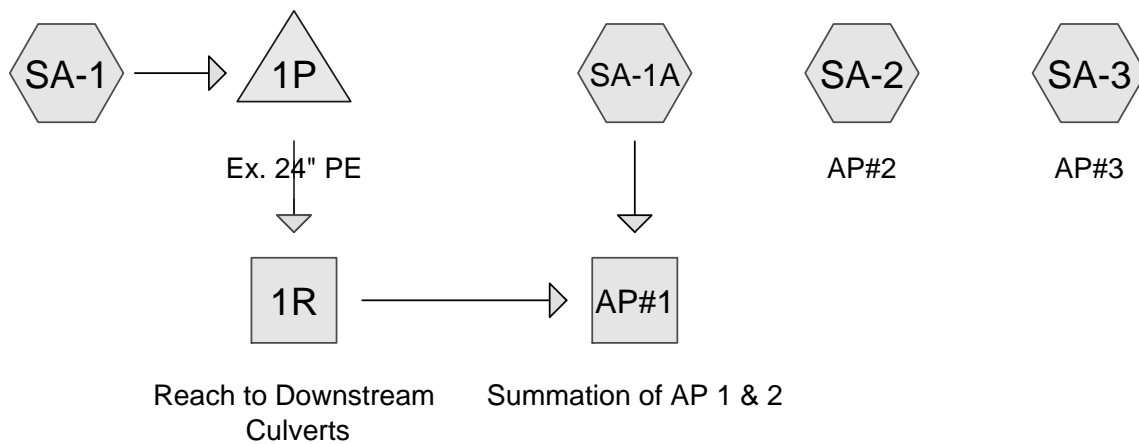 SA-1
1P
SA-1A
SA-2
SA-3
Ex. 24" PE
AP#2
AP#3
1R
AP#1
Reach to Downstream
Culverts
Summation of AP 1 & 2